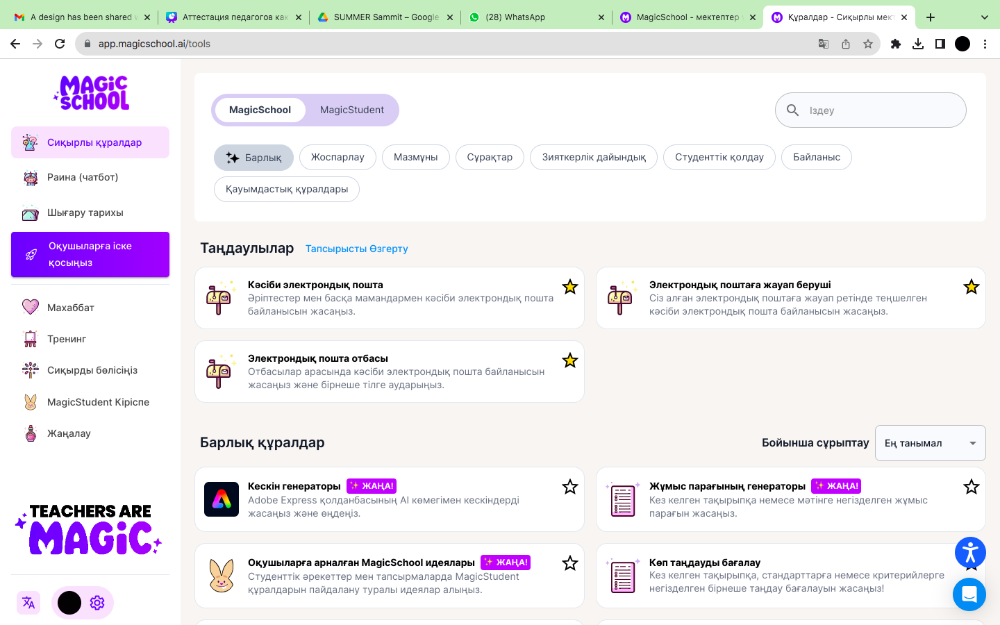 A design has been shared w
Аттестация педагогов как
SUMMER Sammit – Google
(28) WhatsApp
MagicSchool - мектептер ү
Құралдар - Сиқырлы мект
app.magicschool.ai/tools
MAGIC
SCHOOL
Сиқырлы құралдар
Раина (чатбот)
Шығару тарихы
Оқушыларға іске
қосыңыз
Махаббат
Тренинг
Сиқырды бөлісіңіз
MagicStudent Кіріспе
Жаңалау
TEACHERS ARE
MAGIC
MagicSchool
MagicStudent
Іздеу
Барлық
Жоспарлау
Мазмұны
Сұрақтар
Зияткерлік дайындық
Студенттік қолдау
Байланыс
Қауымдастық құралдары
Таңдаулылар
Тапсырысты Өзгерту
Кәсіби электрондық пошта
Әріптестер мен басқа мамандармен кәсіби электрондық пошта
байланысын жасаңыз.
Электрондық поштаға жауап беруші
Сіз алған электрондық поштаға жауап ретінде теңшелген
кәсіби электрондық пошта байланысын жасаңыз.
Электрондық пошта отбасы
Отбасылар арасында кәсіби электрондық пошта байланысын
жасаңыз және бірнеше тілге аударыңыз.
Барлық құралдар
Бойынша сұрыптау
Ең танымал
Кескін генераторы ЖАҢА!
Adobe Express қолданбасының AI көмегімен кескіндерді
жасаңыз және өңдеңіз.
Жұмыс парағының генераторы ЖАҢА!
Кез келген тақырыпқа немесе мәтінге негізделген жұмыс
парағын жасаңыз.
Оқушыларға арналған MagicSchool идеялары ЖАҢА!
Студенттік әрекеттер мен тапсырмаларда MagicStudent
құралдарын пайдалану туралы идеялар алыңыз.
Көп таңдауды бағалау
Кез келген тақырыпқа, стандарттарға немесе критерийлерге
негізделген бірнеше таңдау бағалауын жасаңыз!